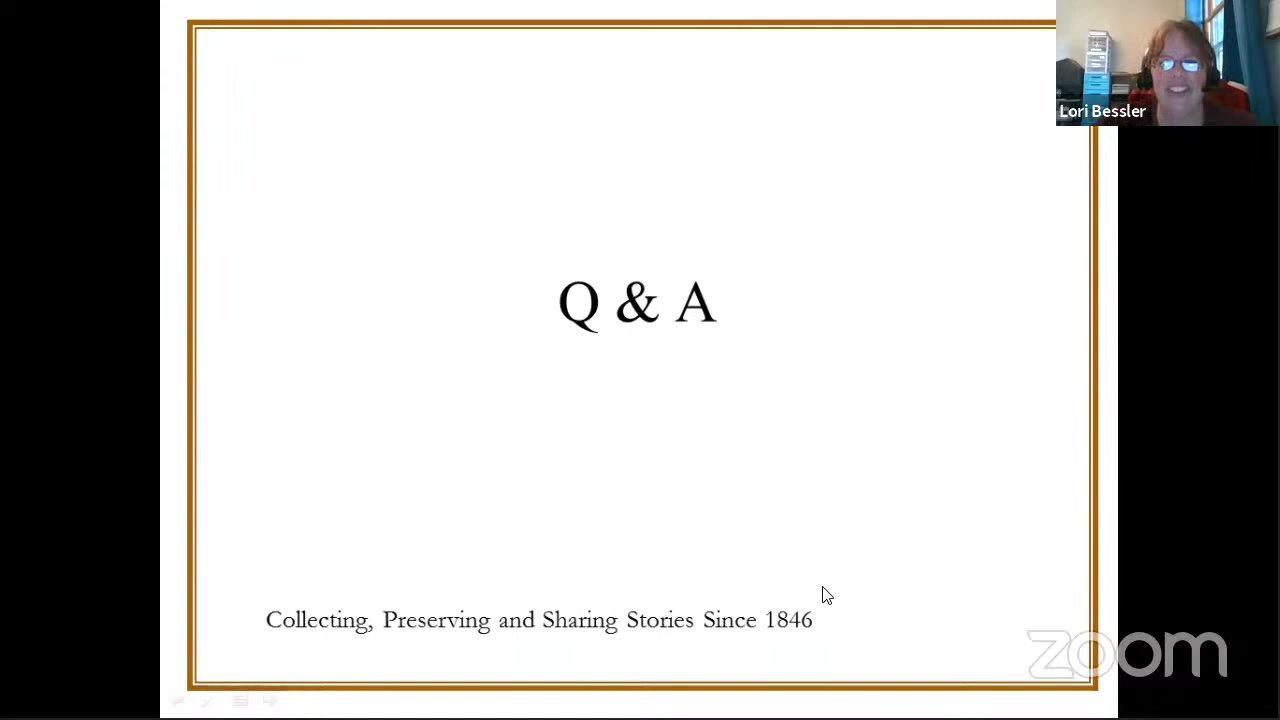 Lori Bessler
Q & A
Collecting, Preserving and Sharing Stories Since 1846
zoom